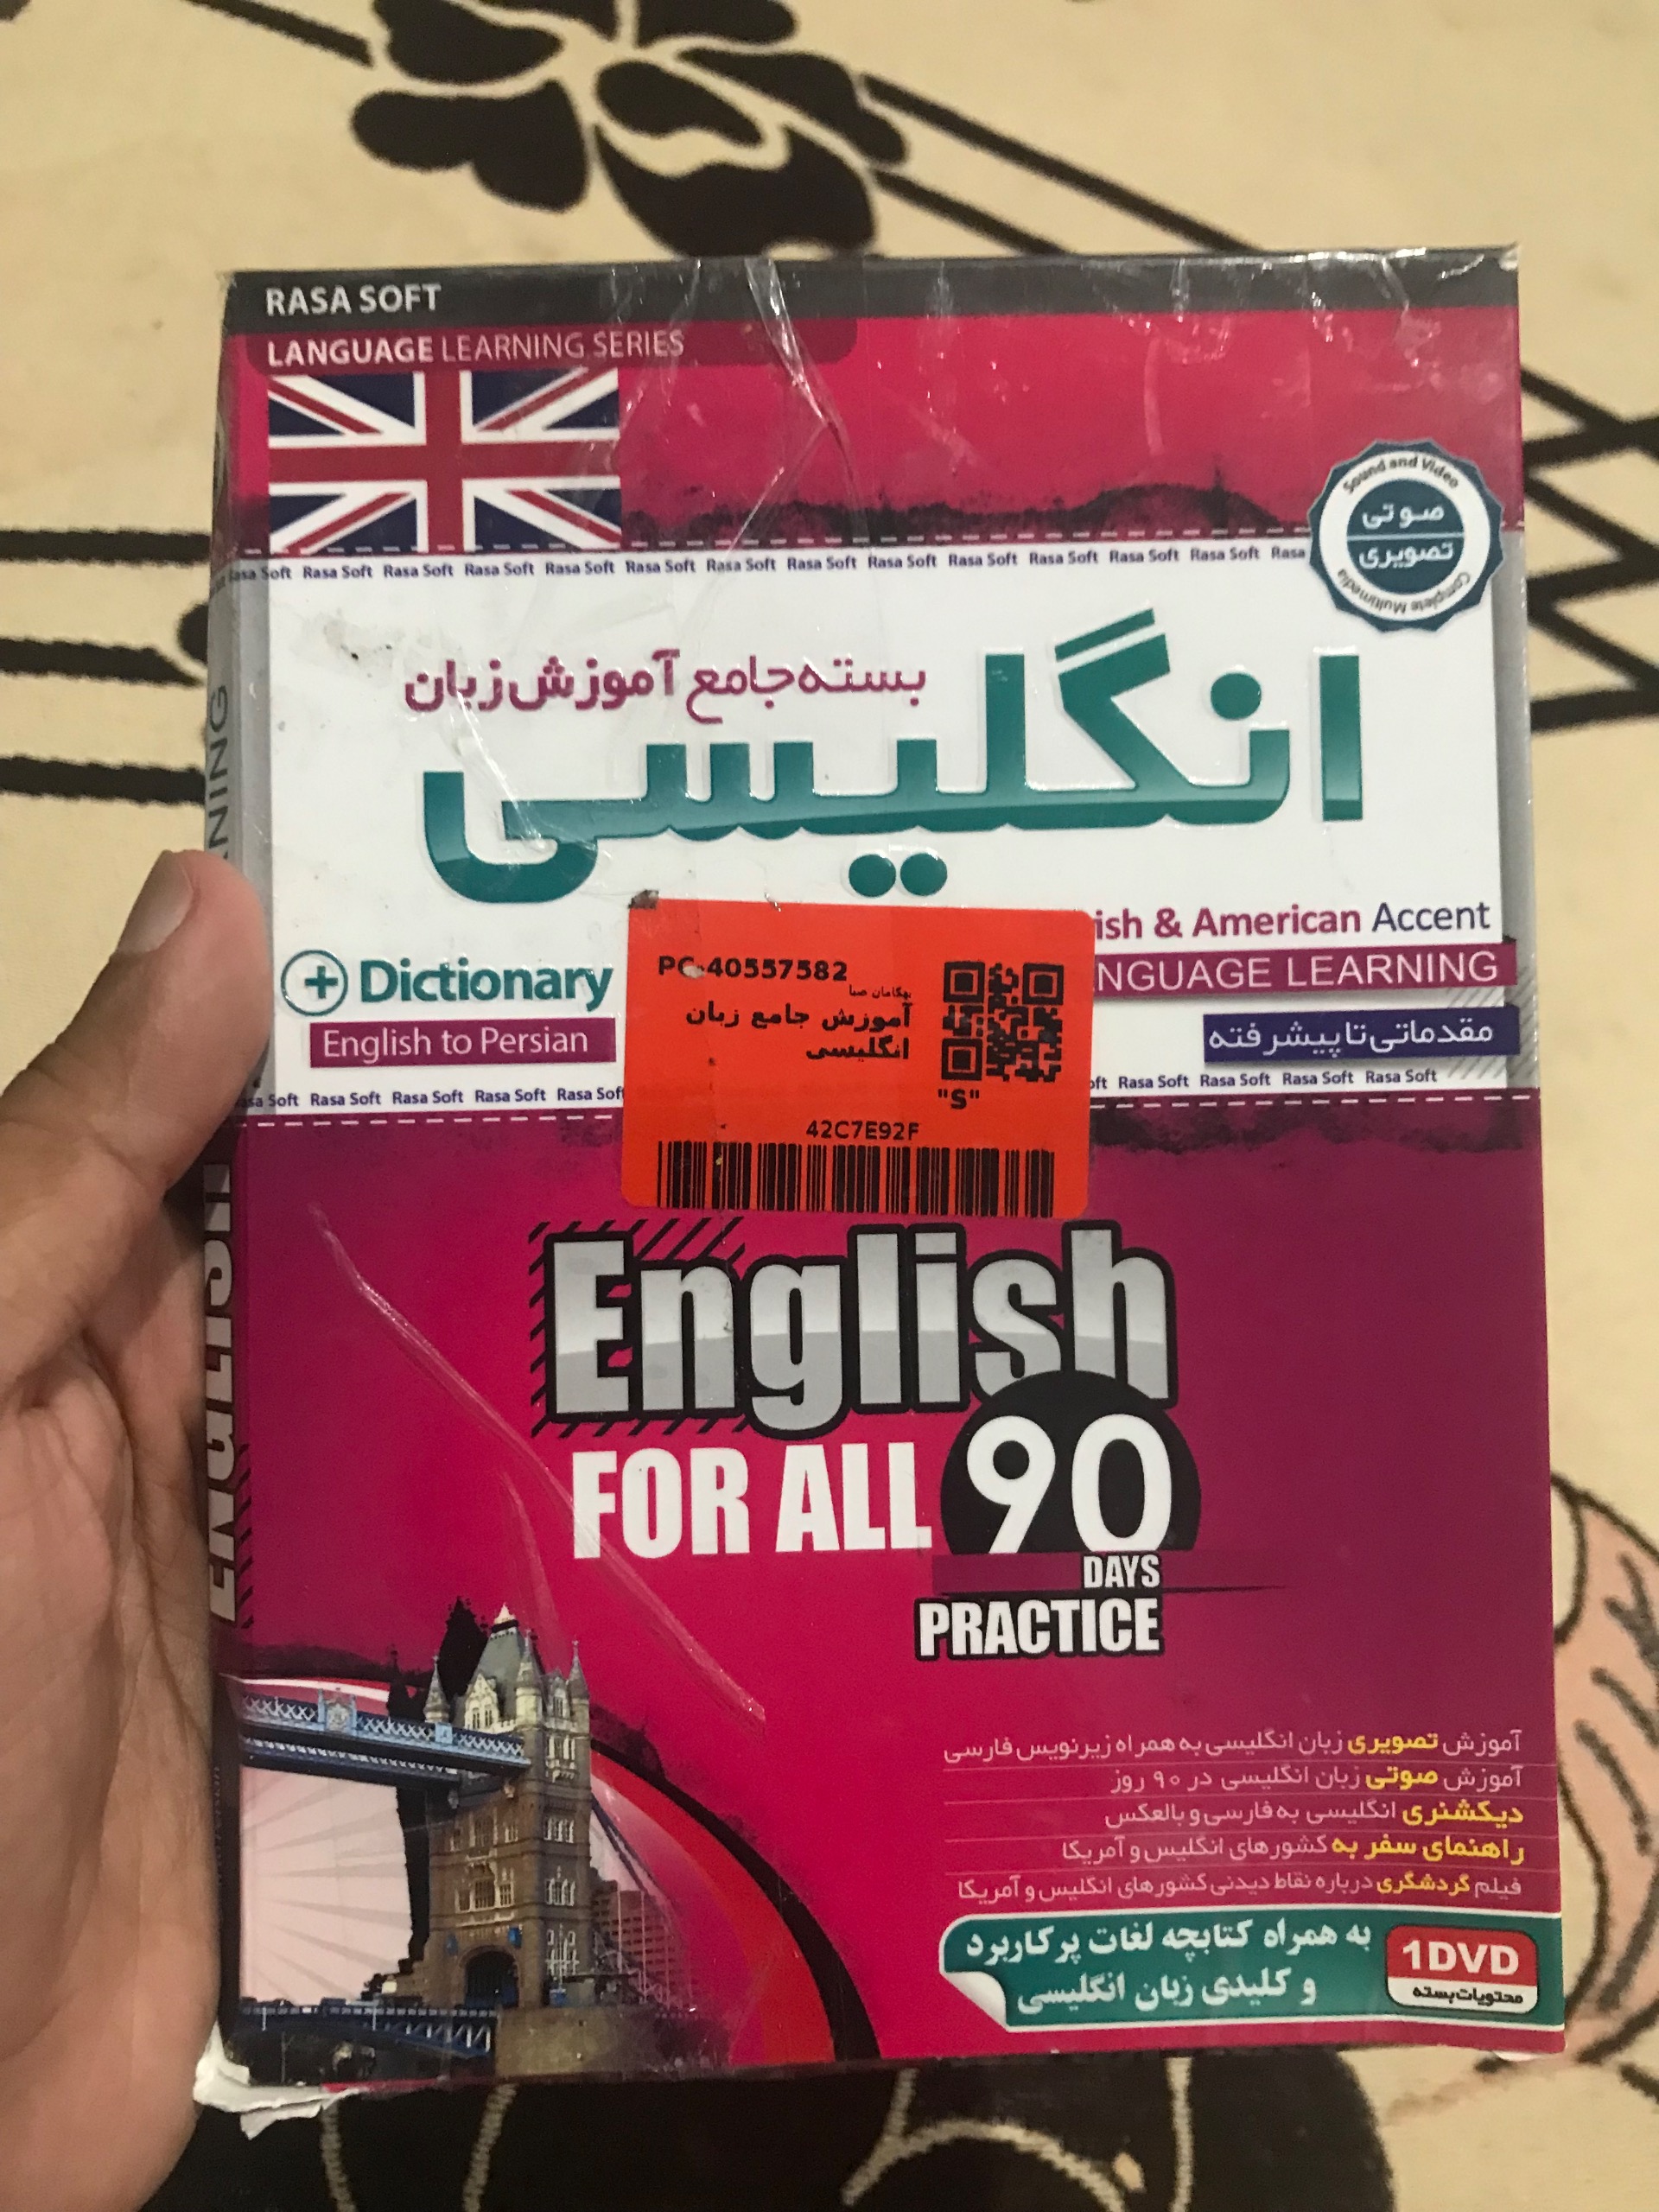 RASA SOFT
LANGUAGE LEARNING SERIES
Sound and Video
صوتی
تصویری
Complete Multimedia
Rasa Soft Rasa Soft Rasa Soft Rasa Soft Rasa Soft Rasa Soft Rasa Soft Rasa Soft Rasa Soft Rasa Soft Rasa Soft Rasa Soft Rasa
بسته جامع آموزش زبان
انگلیسی
ish & American Accent
NGUAGE LEARNING
مقدماتی تا پیشرفته
+ Dictionary
English to Persian
PC-40557582
بهگامان صبا
آموزش جامع زبان
انگلیسی
"S"
42C7E92F
Soft Rasa Soft Rasa Soft Rasa Soft Rasa Soft
Rasa Soft Rasa Soft Rasa Soft Rasa Soft
English
FOR ALL 90
DAYS
PRACTICE
آموزش تصویری زبان انگلیسی به همراه زیرنویس فارسی
آموزش صوتی زبان انگلیسی در ۹۰ روز
دیکشنری انگلیسی به فارسی و بالعکس
راهنمای سفر به کشورهای انگلیس و آمریکا
فیلم گردشگری درباره نقاط دیدنی کشورهای انگلیس و آمریکا
به همراه کتابچه لغات پرکاربرد
و کلیدی زبان انگلیسی
1DVD
محتویات بسته
NING
ENGLISH